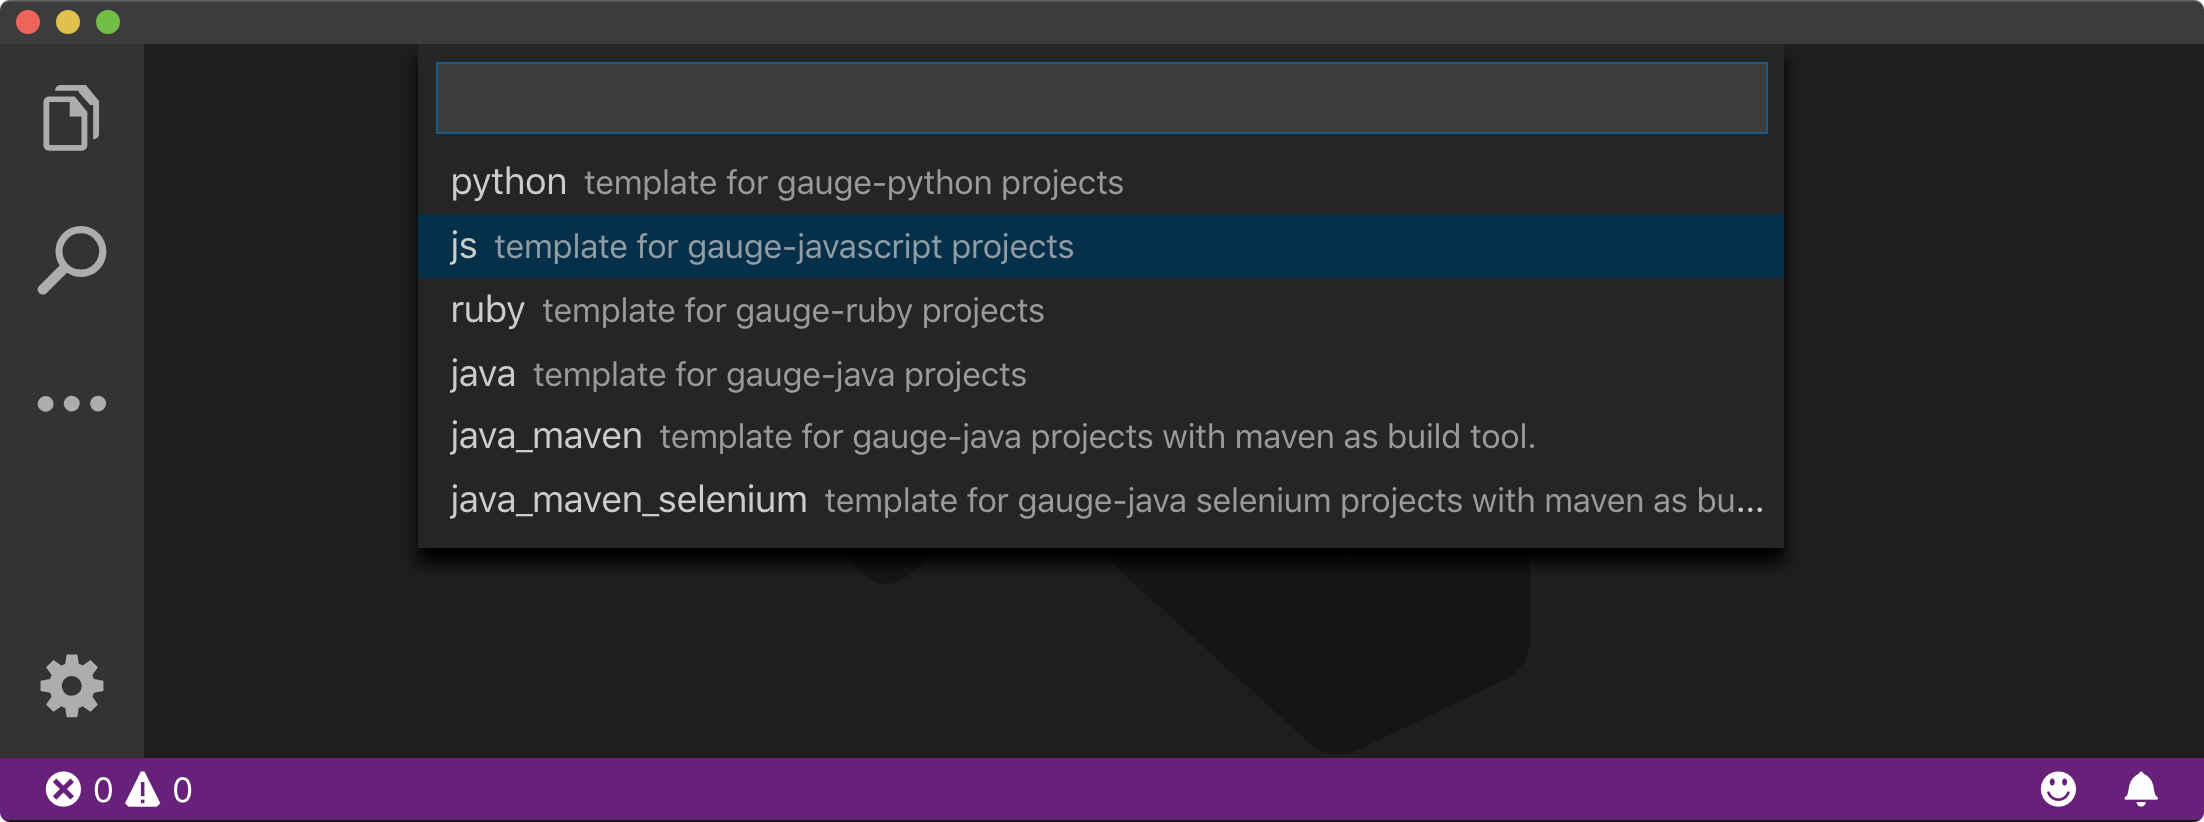 python template for gauge-python projects
js template for gauge-javascript projects
ruby template for gauge-ruby projects
java template for gauge-java projects
java_maven template for gauge-java projects with maven as build tool.
java_maven_selenium template for gauge-java selenium projects with maven as bu...
0 0